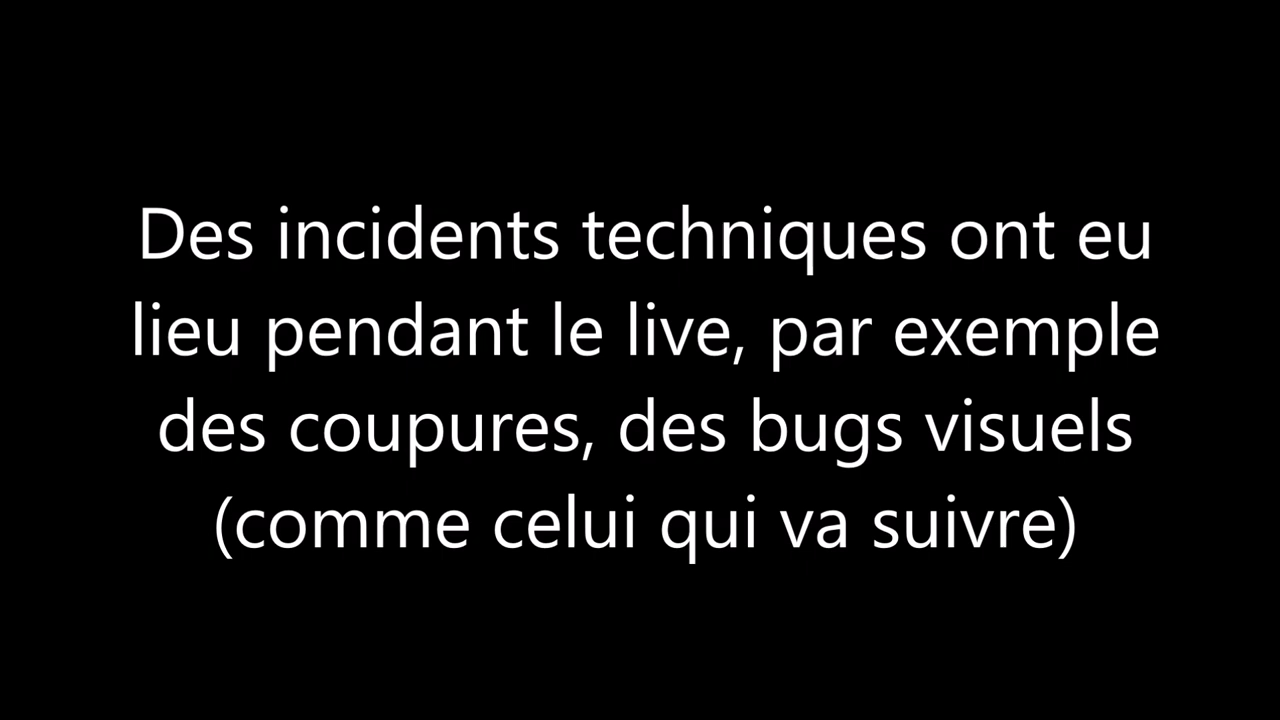 Des incidents techniques ont eu
lieu pendant le live, par exemple
des coupures, des bugs visuels
(comme celui qui va suivre)